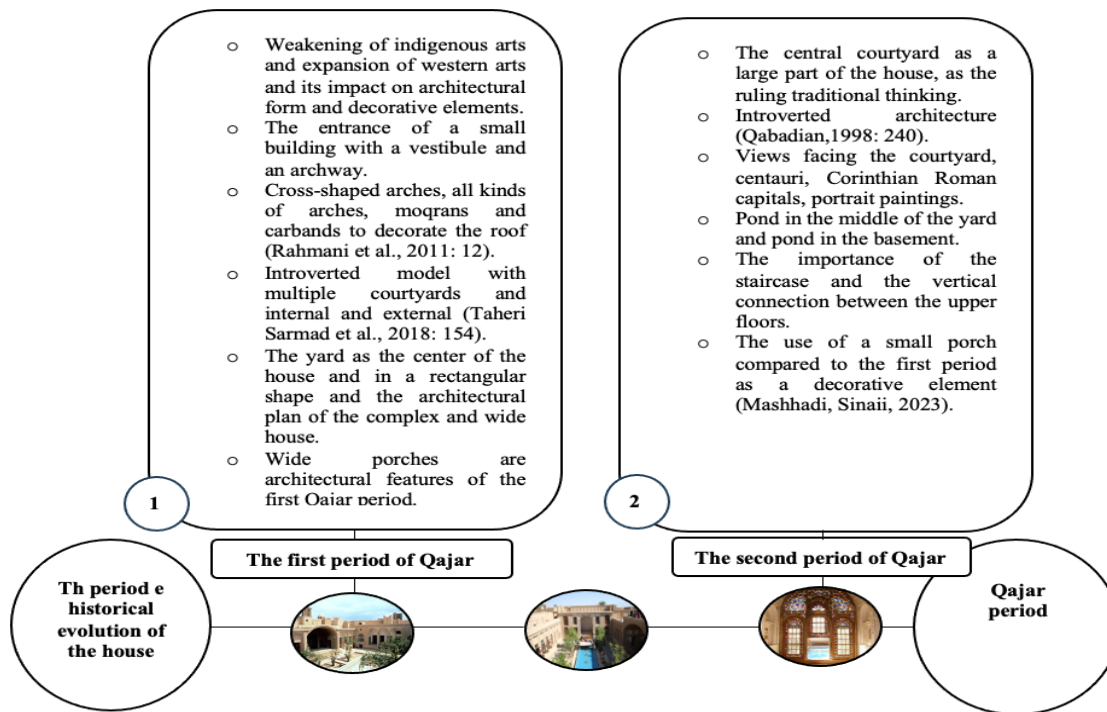 o Weakening of indigenous arts
and expansion of western arts
and its impact on architectural
form and decorative elements.
o The entrance of a small
building with a vestibule and
an archway.
o Cross-shaped arches, all kinds
of arches, moqrans and
carbands to decorate the roof
(Rahmani et al., 2011: 12).
o Introverted model with
multiple courtyards and
internal and external (Taheri
Sarmad et al., 2018: 154).
o The yard as the center of the
house and in a rectangular
shape and the architectural
plan of the complex and wide
house.
o Wide porches are
architectural features of the
first Qajar period.
1
The first period of Qajar
o The central courtyard as a
large part of the house, as the
ruling traditional thinking.
o Introverted architecture
(Qabadian,1998: 240).
o Views facing the courtyard,
centauri, Corinthian Roman
capitals, portrait paintings.
o Pond in the middle of the yard
and pond in the basement.
o The importance of the
staircase and the vertical
connection between the upper
floors.
o The use of a small porch
compared to the first period
as a decorative element
(Mashhadi, Sinaii, 2023).
2
The second period of Qajar
Th period e
historical
evolution of
the house
Qajar
period